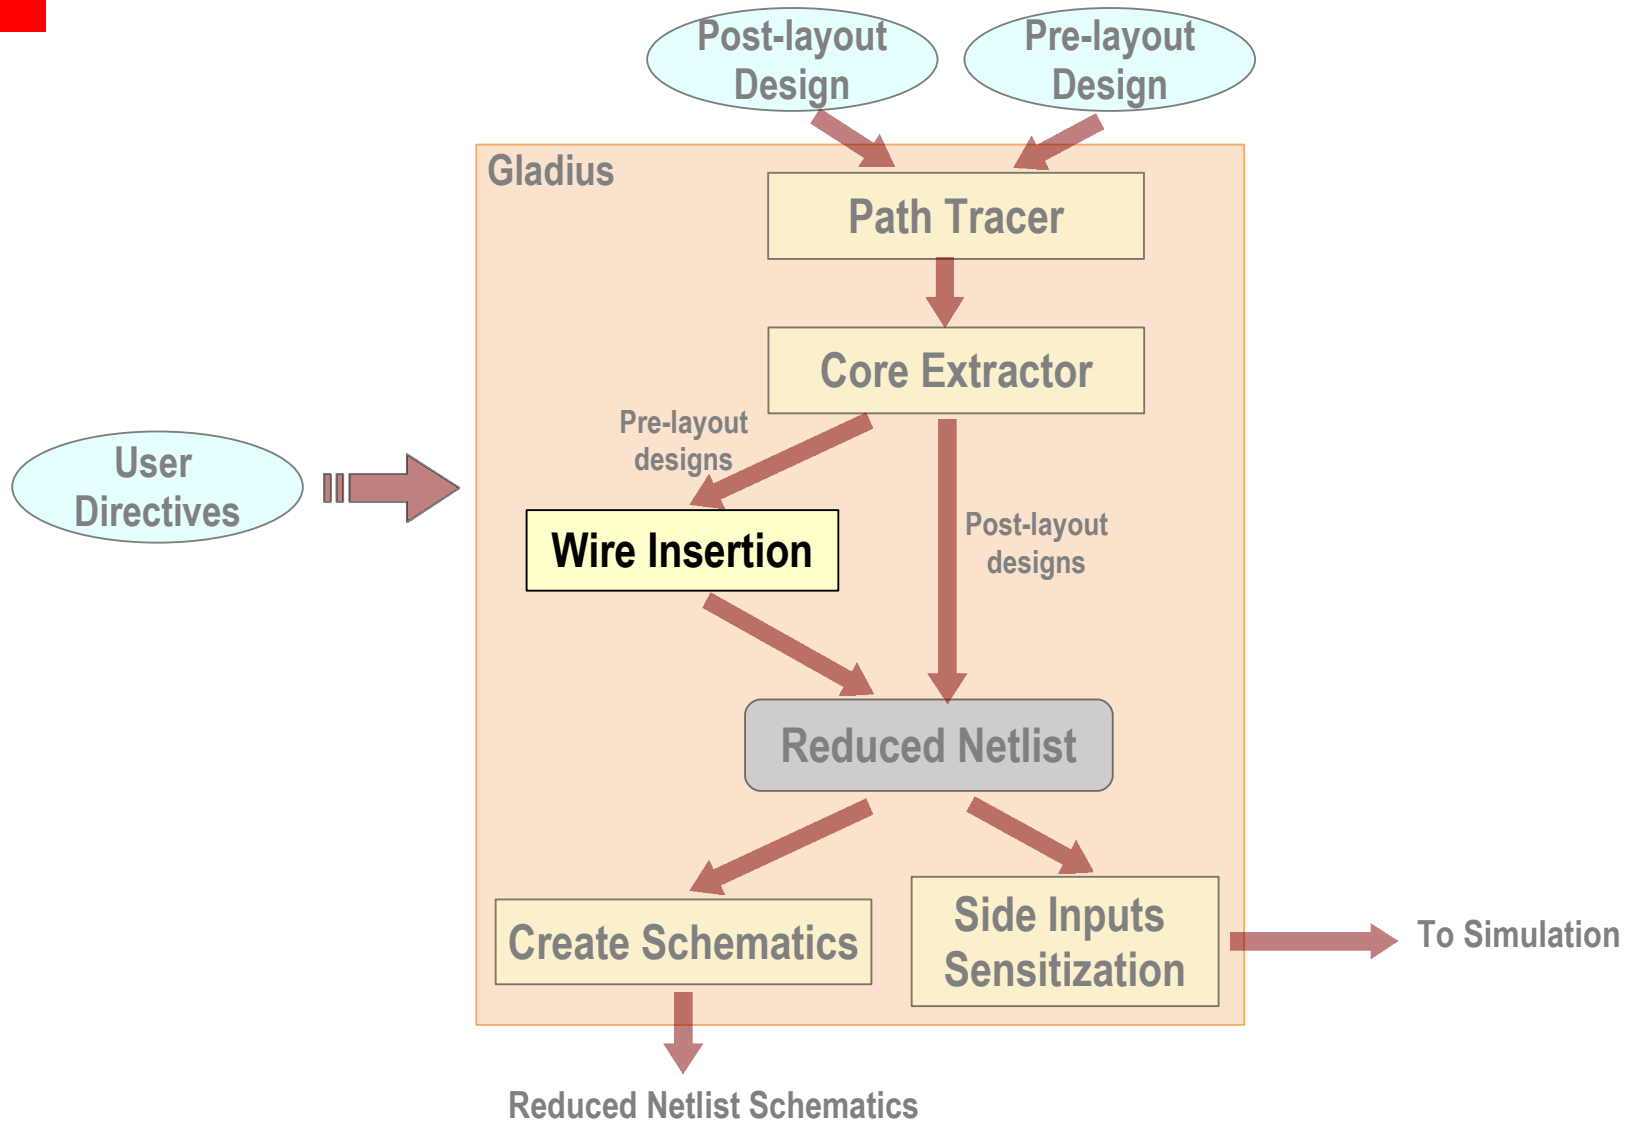 Post-layout
Design
Pre-layout
Design
Gladius
Path Tracer
Core Extractor
Pre-layout
designs
User
Directives
Post-layout
designs
Wire Insertion
Reduced Netlist
Create Schematics
Side Inputs
Sensitization
To Simulation
Reduced Netlist Schematics